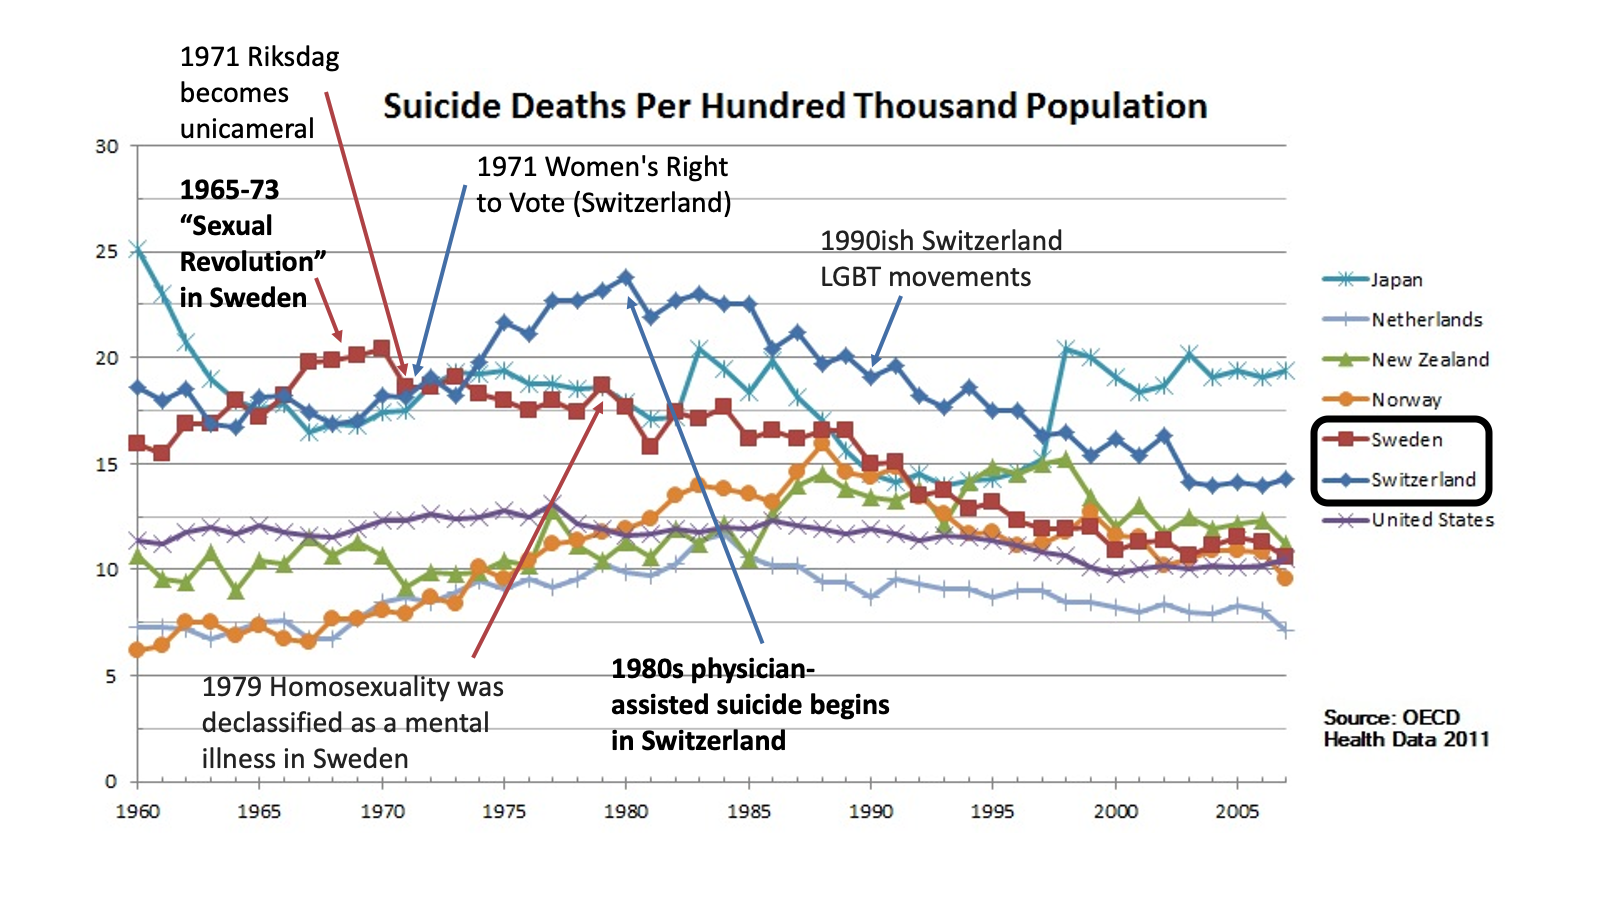 1971 Riksdag
becomes
unicameral
Suicide Deaths Per Hundred Thousand Population
1965-73
“Sexual
Revolution”
in Sweden
1971 Women's Right
to Vote (Switzerland)
1990ish Switzerland
LGBT movements
30
25
20
15
10
5
0
1979 Homosexuality was
declassified as a mental
illness in Sweden
1980s physician-
assisted suicide begins
in Switzerland
1960
1965
1970
1975
1980
1985
1990
1995
2000
2005
Japan
Netherlands
New Zealand
Norway
Sweden
Switzerland
United States
Source: OECD
Health Data 2011